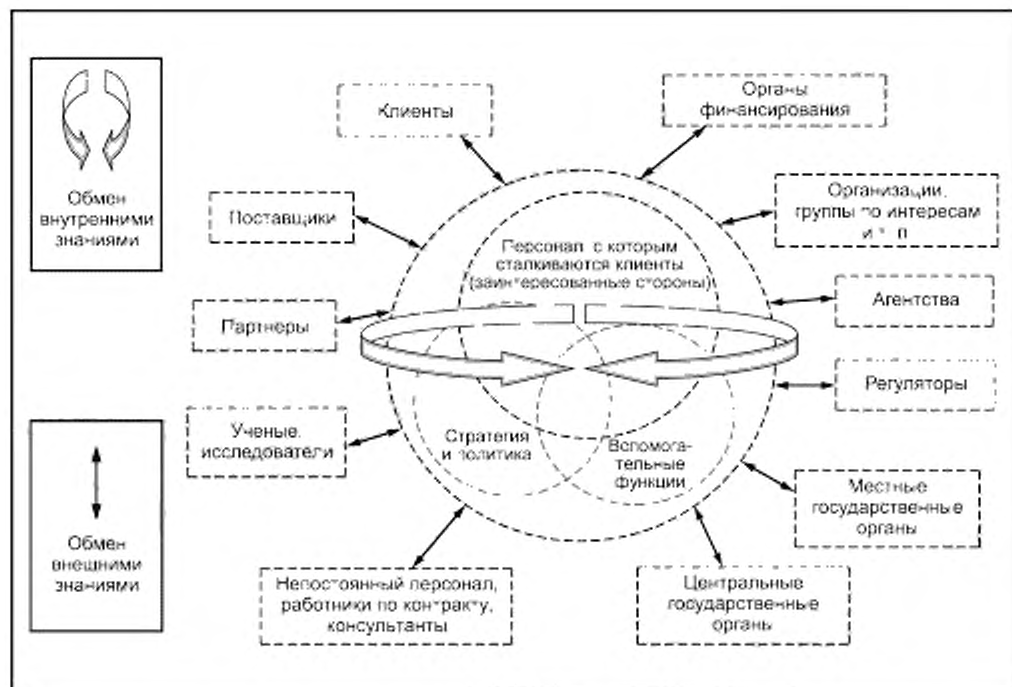 Обмен
внутренними
знаниями
Обмен
внешними
знаниями
Клиенты
Органы
финансирования
Поставщики
Организации,
группы по интересам
и т п
Персонал с которым
сталкиваются клиенты
(заинтересованные стороны)
Партнеры
Агентства
Регуляторы
Ученые,
исследователи
Стратегия
и политика
Вспомога-
тельные
функции
Местные
государственные
органы
Непостоянный персонал,
работники по контракту,
консультанты
Центральные
государственные
органы